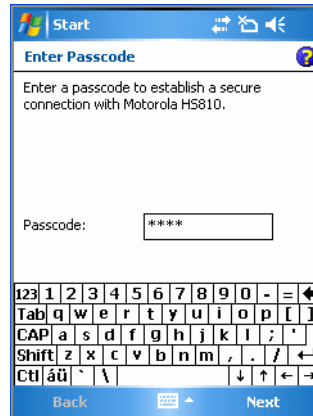 Start
Enter Passcode
Enter a passcode to establish a secure
connection with Motorola HS810.
Passcode: ****
123 1 2 3 4 5 6 7 8 9 0 - =
Tab q w e r t y u i o p [ ]
CAP a s d f g h j k l ; '
Shift z x c v b n m , . /
Ctl áü ` \ ↓ ↑ ← →
Back Next